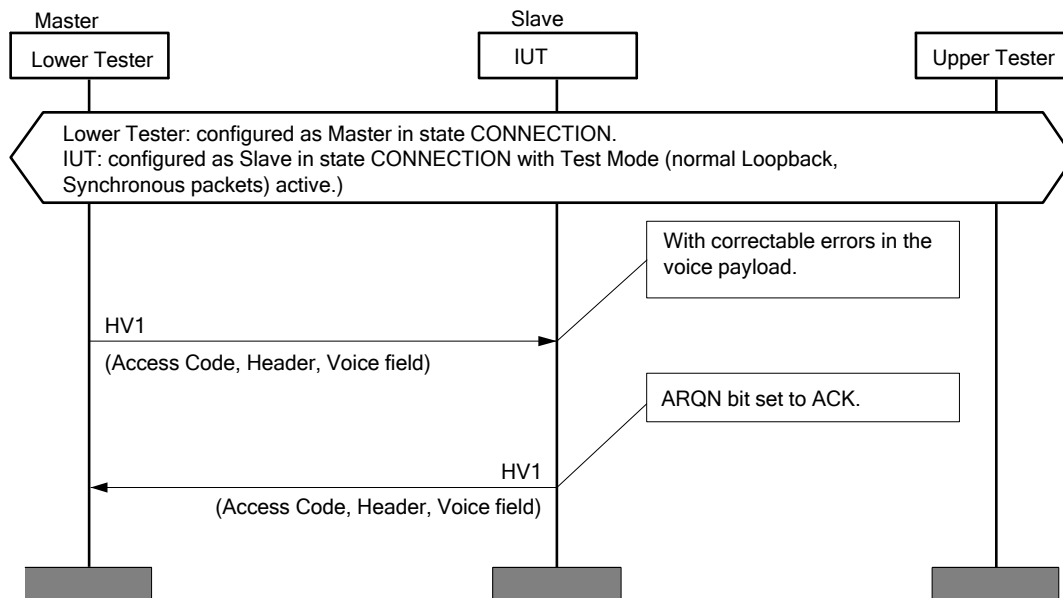 Master
Slave
Lower Tester
IUT
Upper Tester
Lower Tester: configured as Master in state CONNECTION.
IUT: configured as Slave in state CONNECTION with Test Mode (normal Loopback,
Synchronous packets) active.)
With correctable errors in the
voice payload.
HV1
(Access Code, Header, Voice field)
ARQN bit set to ACK.
HV1
(Access Code, Header, Voice field)